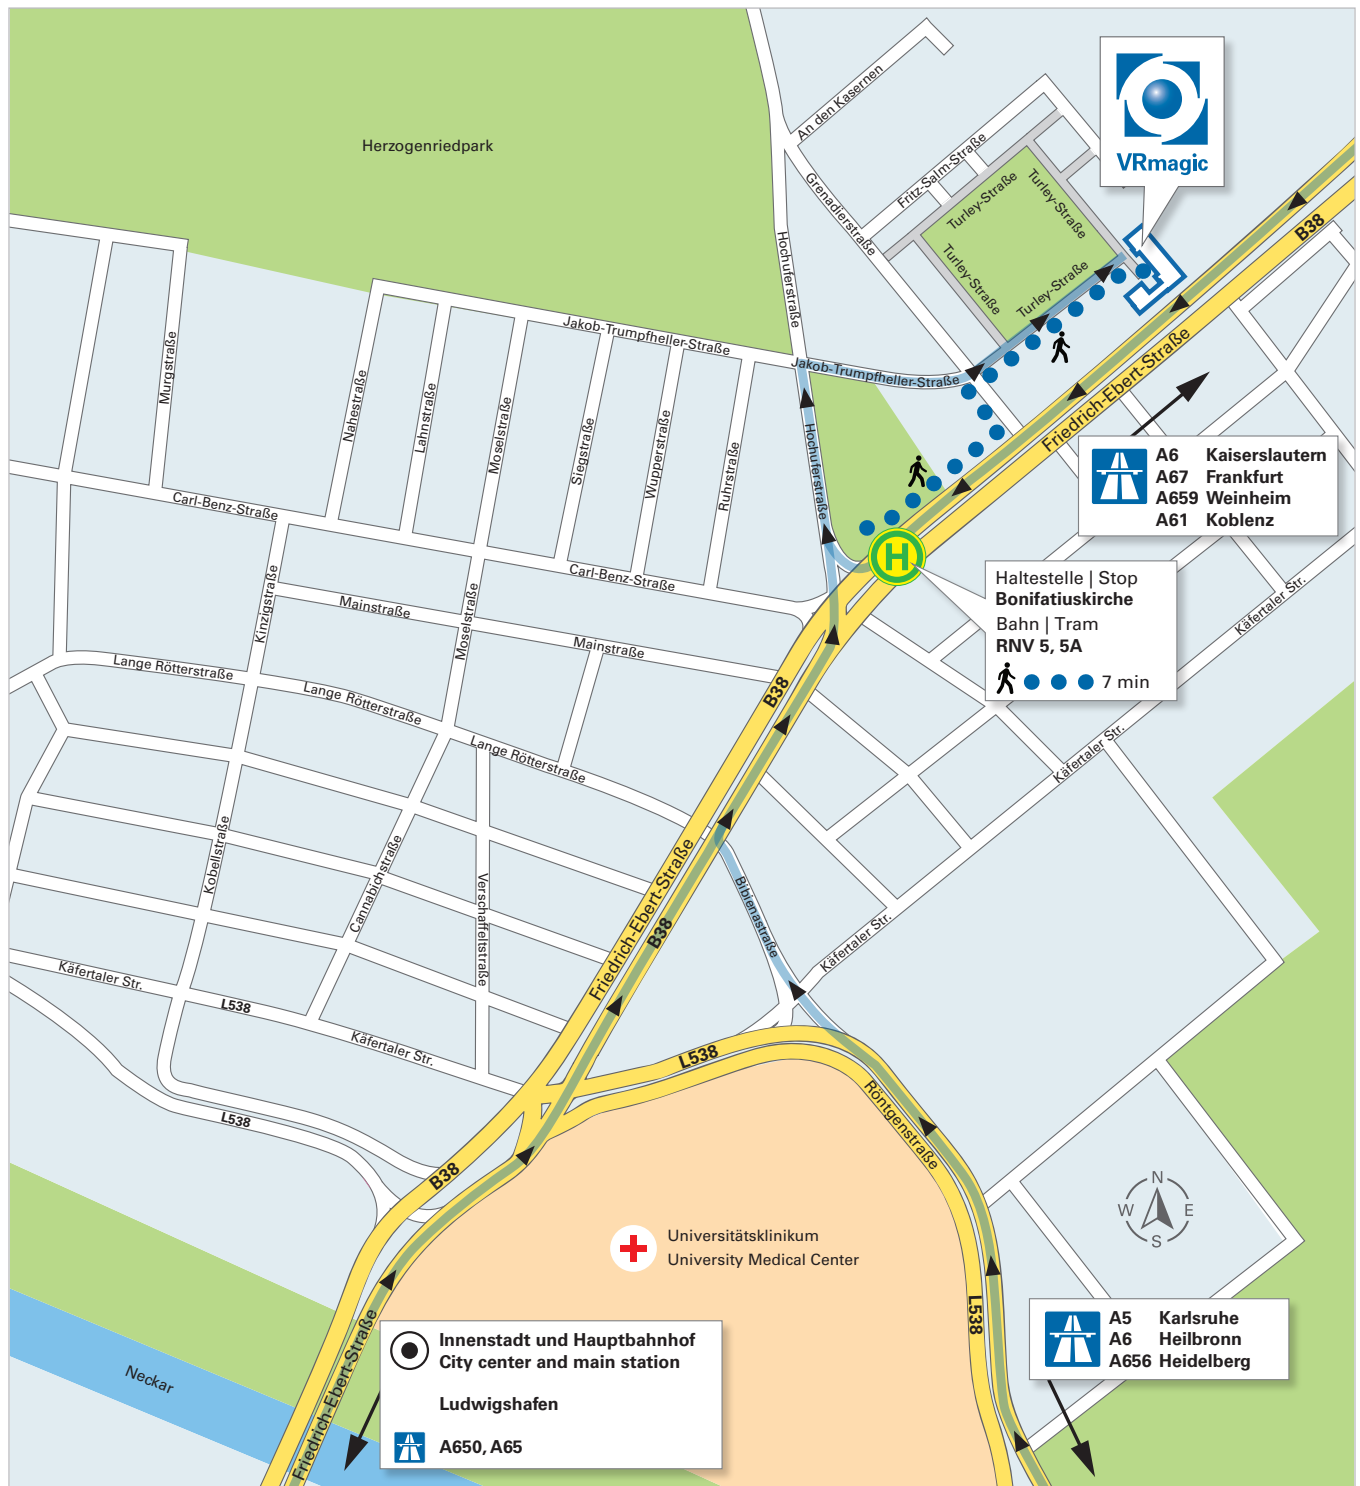 Herzogenriedpark
An den Kasernen
VRmagic
Fritz-Salm-Straße
Grenadierstraße
Turley-Straße
Turley-Straße
Turley-Straße
Turley-Straße
B38
Hochuferstraße
Jakob-Trumpfheller-Straße
Jakob-Trumpfheller-Straße
Murgstraße
Nahestraße
Lahnstraße
Moselstraße
Siegstraße
Wupperstraße
Ruhrstraße
Hochuferstraße
Friedrich-Ebert-Straße
A6 Kaiserslautern
A67 Frankfurt
A659 Weinheim
A61 Koblenz
Carl-Benz-Straße
Carl-Benz-Straße
H
Haltestelle | Stop
Bonifatiuskirche
Bahn | Tram
RNV 5, 5A
7 min
Käfertaler Str.
Kinzigstraße
Mainstraße
Moselstraße
Mainstraße
Lange Rötterstraße
Lange Rötterstraße
Lange Rötterstraße
B38
Käfertaler Str.
Kobellstraße
Cannabichstraße
Verschaffeltstraße
Friedrich-Ebert-Straße
B38
Bibienastraße
Käfertaler Str.
Käfertaler Str.
L538
Käfertaler Str.
L538
Röntgenstraße
L538
B38
N
W E
S
Universitätsklinikum
University Medical Center
L538
A5 Karlsruhe
A6 Heilbronn
A656 Heidelberg
Neckar
Friedrich-Ebert-Straße
Innenstadt und Hauptbahnhof
City center and main station
Ludwigshafen
A650, A65